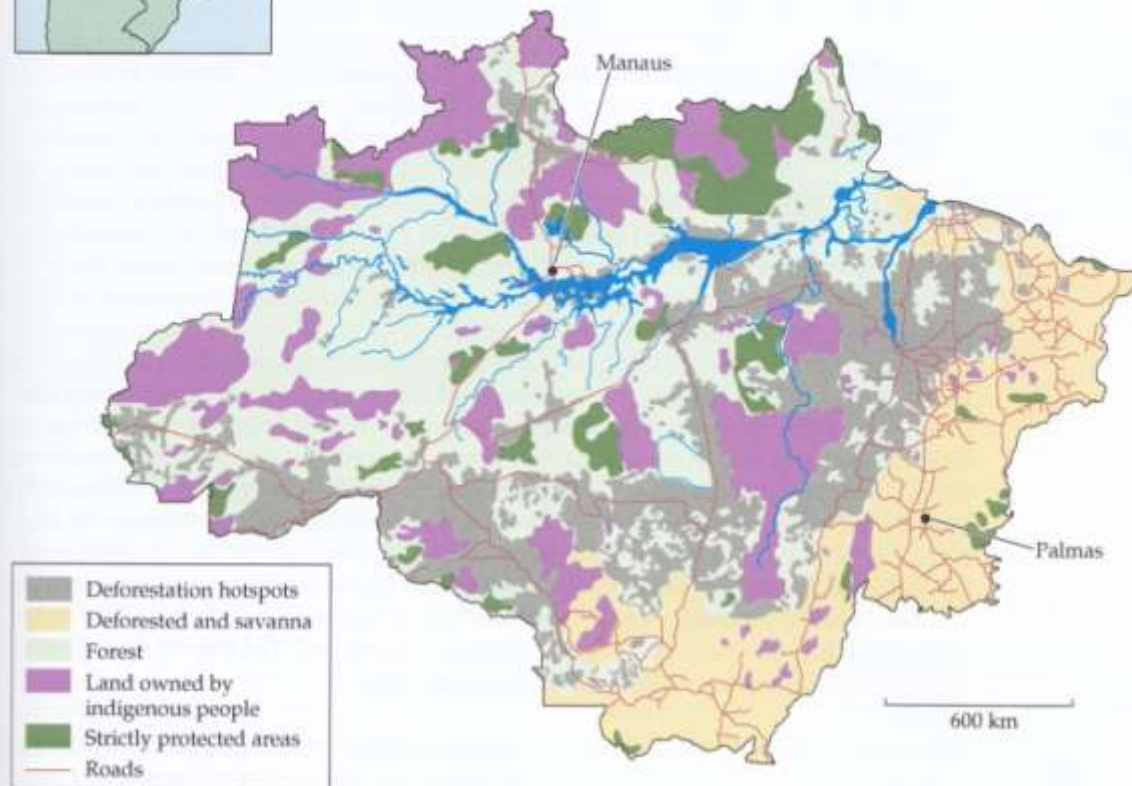 Manaus
Palmas
Deforestation hotspots
Deforested and savanna
Forest
Land owned by
indigenous people
Strictly protected areas
Roads
600 km